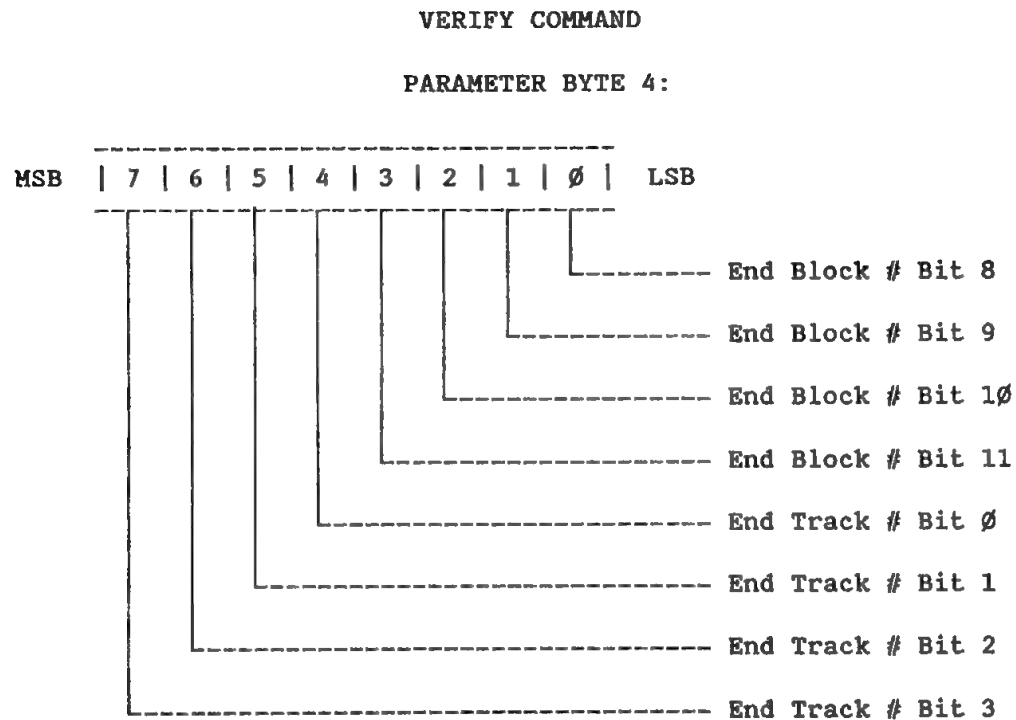 VERIFY COMMAND
PARAMETER BYTE 4:
MSB | 7 | 6 | 5 | 4 | 3 | 2 | 1 | Ø | LSB
End Block # Bit 8
End Block # Bit 9
End Block # Bit 1Ø
End Block # Bit 11
End Track # Bit Ø
End Track # Bit 1
End Track # Bit 2
End Track # Bit 3